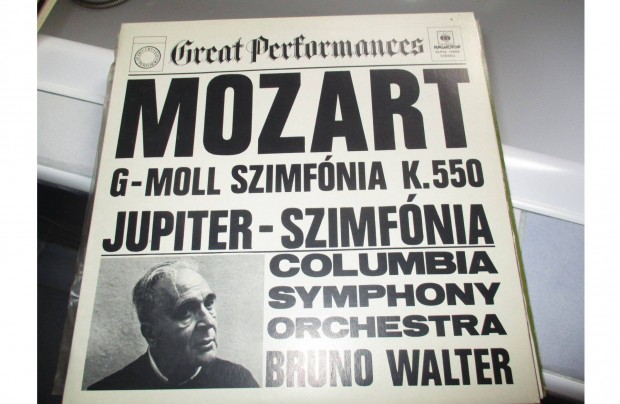 Great Performances
MOZART
G-MOLL SZIMFÓNIA K.550
JUPITER-SZIMFÓNIA
COLUMBIA
SYMPHONY
ORCHESTRA
BRUNO WALTER